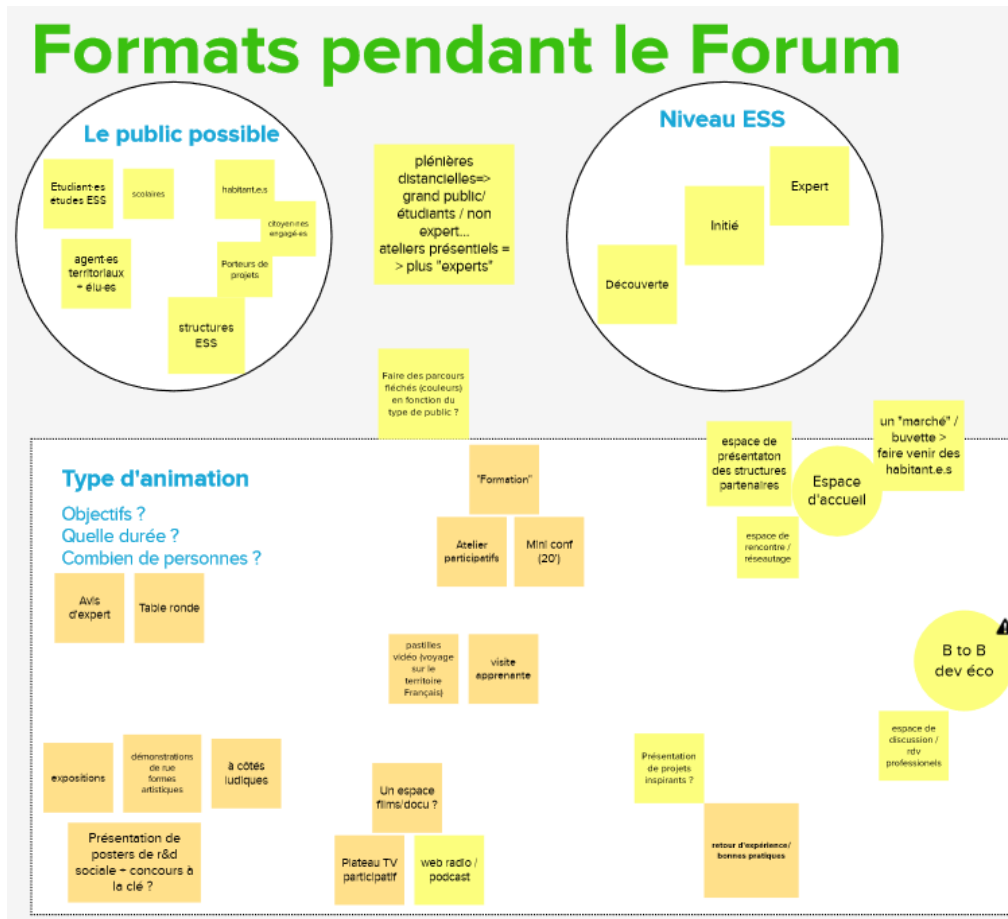 Formats pendant le Forum
Le public possible
Etudiant·es
études ESS
scolaires
habitant.e.s
citoyen·nes
engagé·es
agent·es
territoriaux
+ élu·es
Porteurs de
projets
structures
ESS
plénières
distancielles=>
grand public/
étudiants / non
expert...
ateliers présentiels =
> plus "experts"
Niveau ESS
Expert
Initié
Découverte
Faire des parcours
fléchés (couleurs)
en fonction du
type de public ?
Type d'animation
Objectifs ?
Quelle durée ?
Combien de personnes ?
Avis
d'expert
Table ronde
"Formation"
Atelier
participatifs
Mini conf
(20')
espace de
présentaton
des structures
partenaires
Espace
d'accueil
un "marché" /
buvette >
faire venir des
habitant.e.s
espace de
rencontre /
réseautage
pastilles
vidéo (voyage
sur le
territoire
Français)
visite
apprenante
B to B
dev éco
espace de
discussion /
rdv
professionels
expositions
démonstrations
de rue
formes
artistiques
à côtés
ludiques
Présentation de
posters de r&d
sociale + concours à
la clé ?
Un espace
films/docu ?
Plateau TV
participatif
web radio /
podcast
Présentation
de projets
inspirants ?
retour d'expérience/
bonnes pratiques